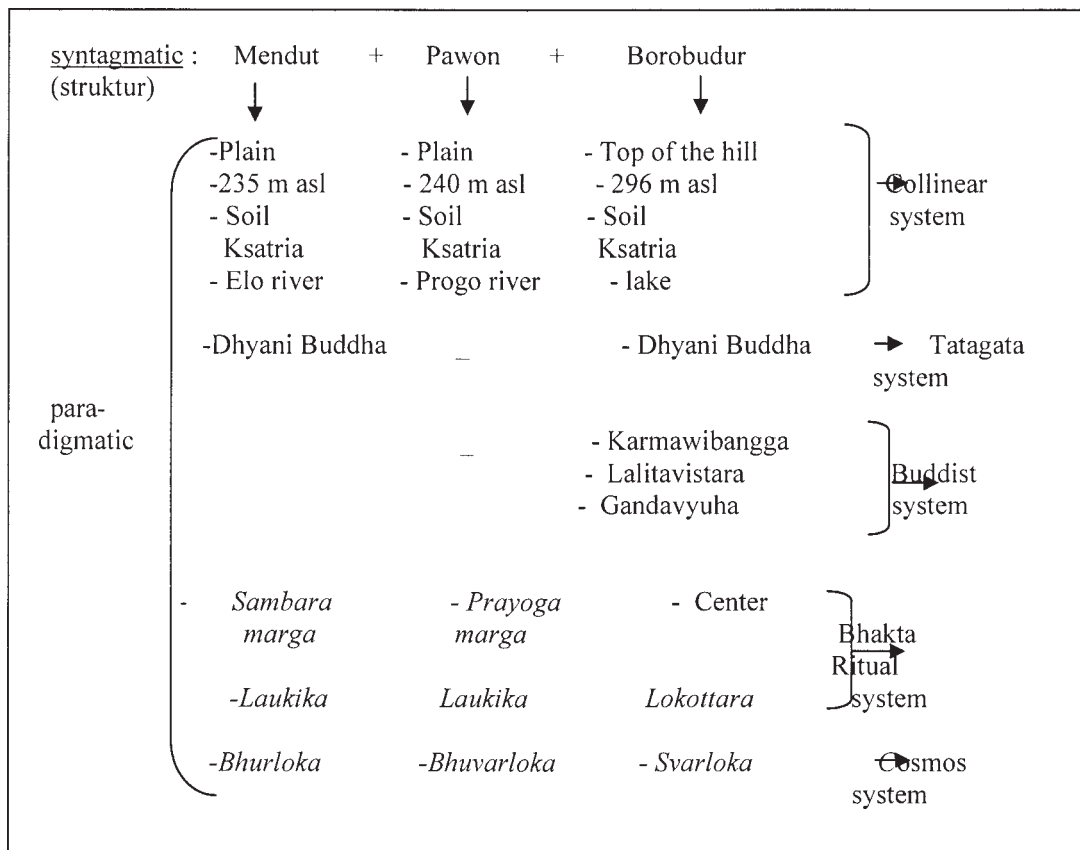 syntagmatic : Mendut + Pawon + Borobudur
(struktur)
-Plain - Plain - Top of the hill
-235 m asl - 240 m asl - 296 m asl Collinear
- Soil - Soil - Soil system
Ksatria Ksatria Ksatria
- Elo river - Progo river - lake
-Dhyani Buddha _ - Dhyani Buddha Tatagata
system
para-
digmatic
- Karmawibangga
_ - Lalitavistara Buddist
- Gandavyuha system
- Sambara - Prayoga - Center
marga marga Bhakta
Ritual
-Laukika Laukika Lokottara system
-Bhurloka -Bhuvarloka - Svarloka Cosmos
system